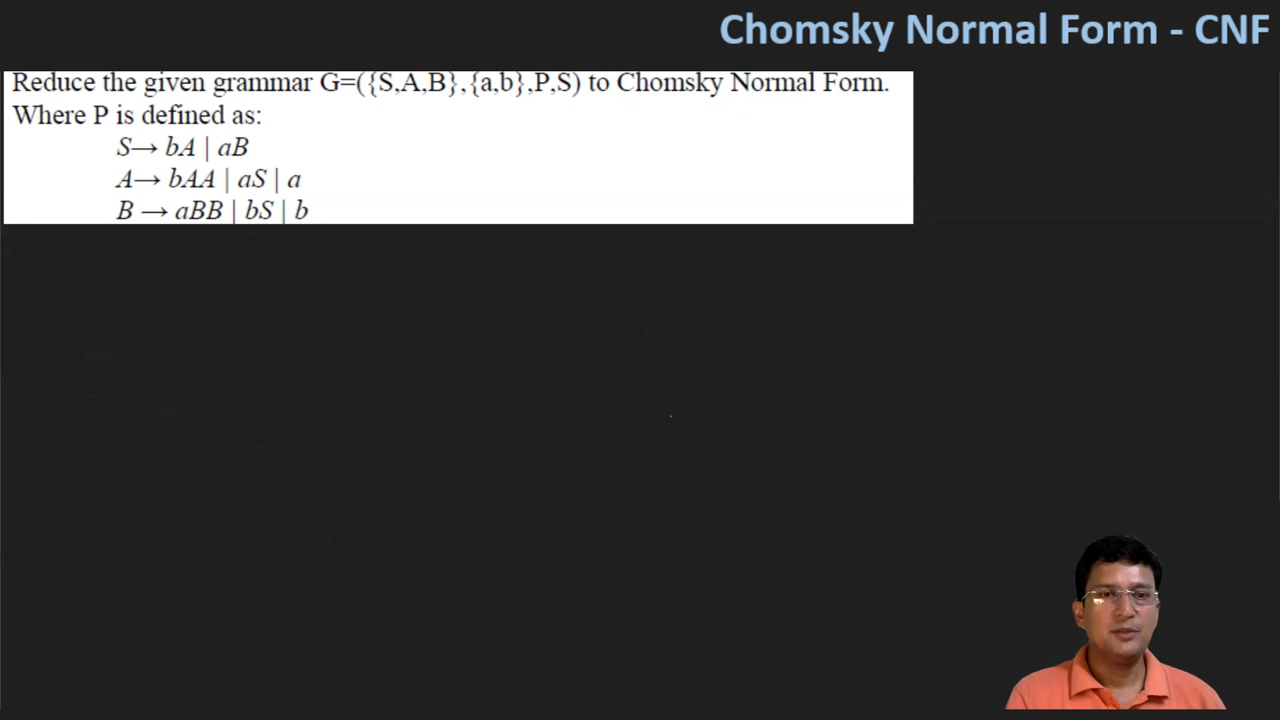 Chomsky Normal Form - CNF
Reduce the given grammar G=({S,A,B},{a,b},P,S) to Chomsky Normal Form.
Where P is defined as:
S→ bA | aB
A→ bAA | aS | a
B → aBB | bS | b